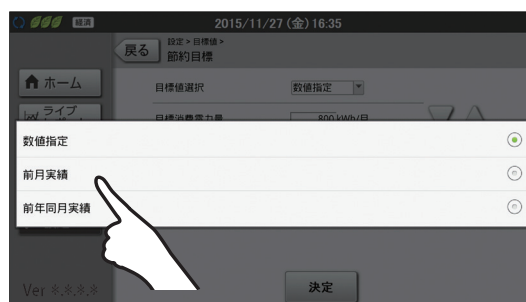 経済 2015/11/27 (金) 16:35
戻る 設定 > 目標値 >
節約目標
ホーム
目標値選択 数値指定
ライブ
目標消費電力量 800 kWh/月
数値指定
前月実績
前年同月実績
Ver *.*.*.* 決定